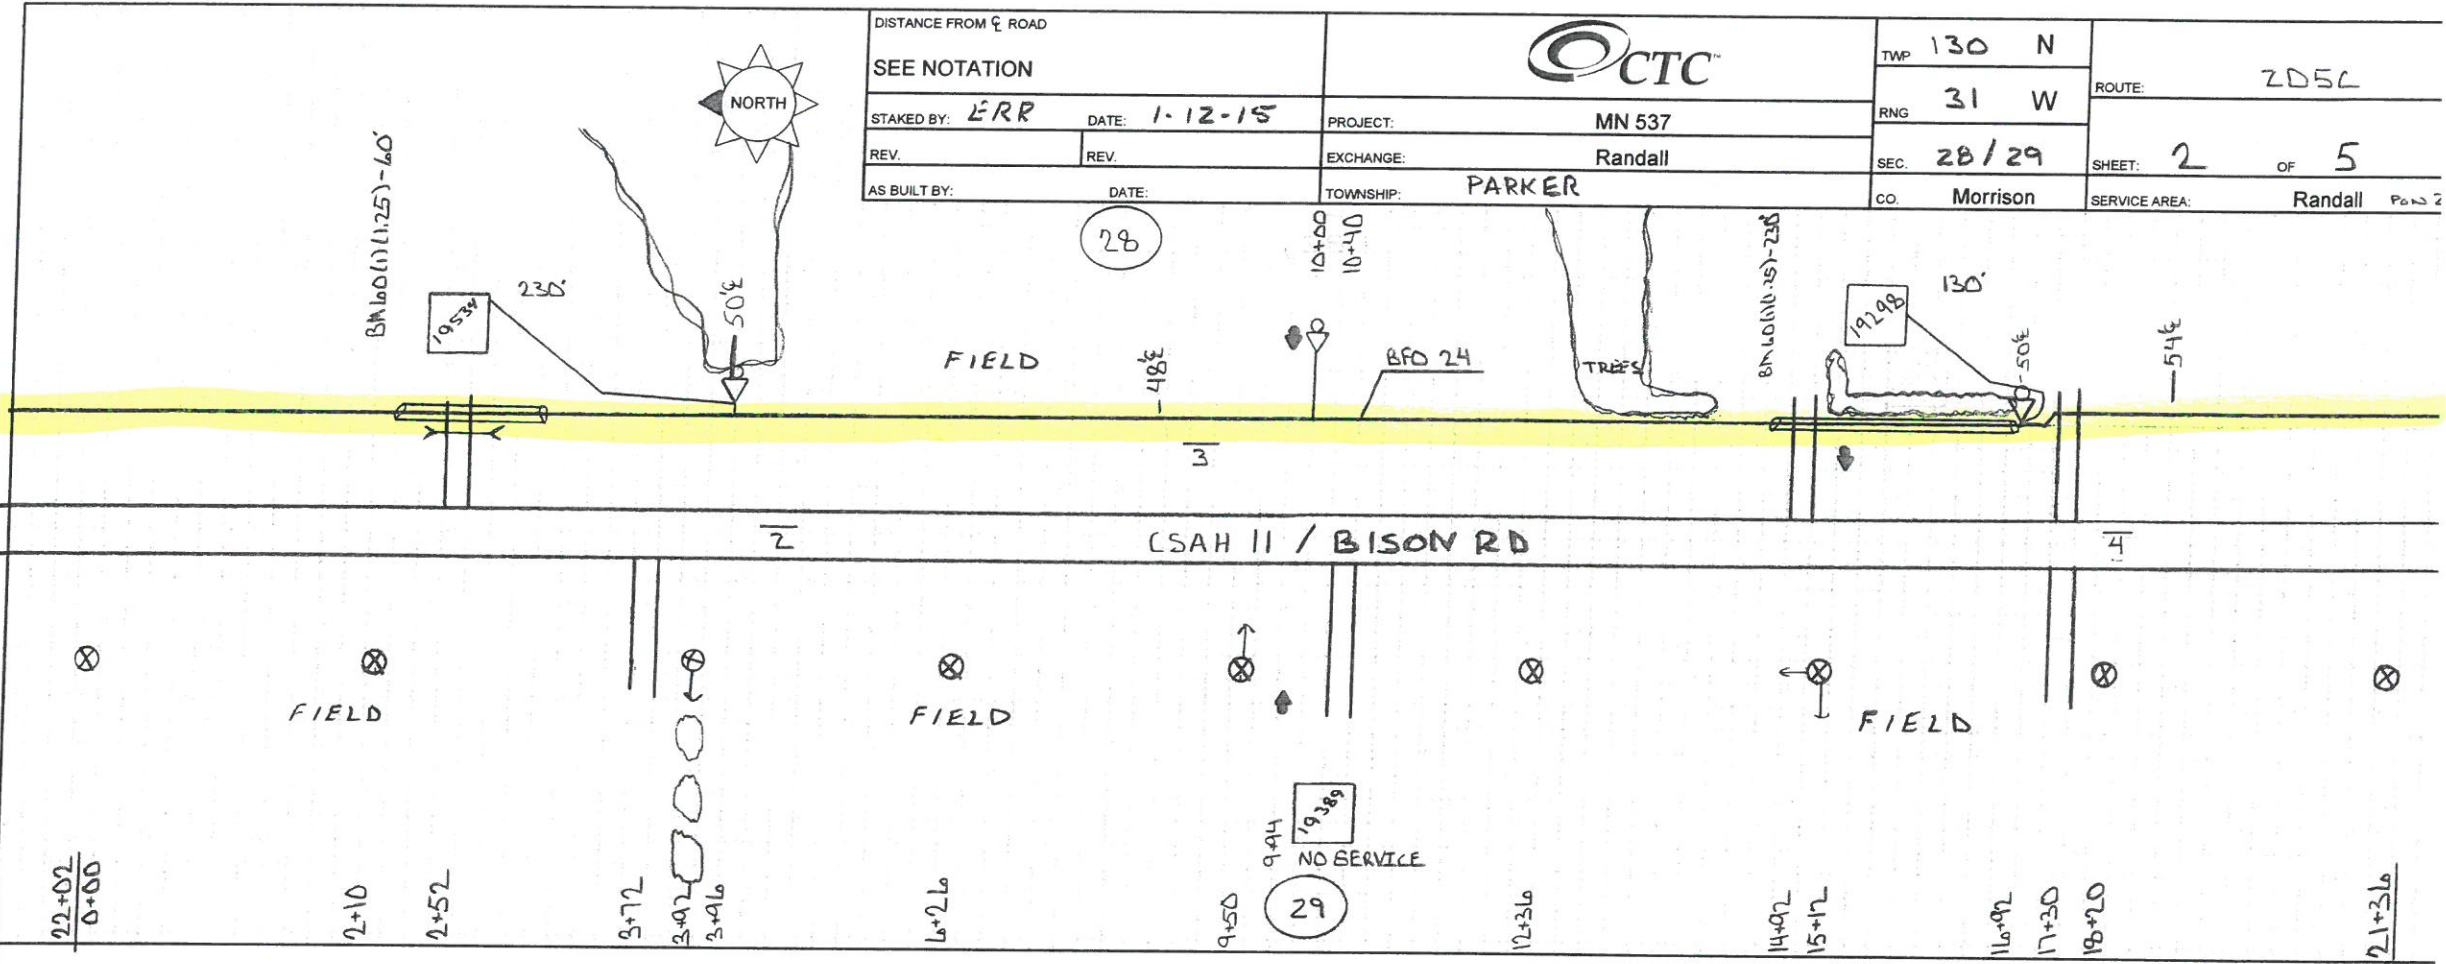 DISTANCE FROM ℄ ROAD
SEE NOTATION
STAKED BY: ERR DATE: 1-12-15
REV. REV.
AS BUILT BY: DATE:
CTC™
PROJECT: MN 537
EXCHANGE: Randall
TOWNSHIP: PARKER
TWP 130 N
RNG 31 W
SEC. 28/29
CO. Morrison
ROUTE: 2D5C
SHEET: 2 OF 5
SERVICE AREA: Randall PON 2
NORTH
BM60(1)(1.25)-60'
230'
50'℄
28
10+00
10+40
BM60(1)(1.25)-230'
19298
130'
FIELD
48℄
BFO 24
TREES
50℄
54℄
3
2
CSAH 11 / BISON RD
4
FIELD
FIELD
FIELD
19389
9+94
NO SERVICE
29
22+02
0+00
2+10
2+52
3+72
3+92
3+96
6+26
9+50
12+36
14+92
15+12
16+92
17+30
18+20
21+36